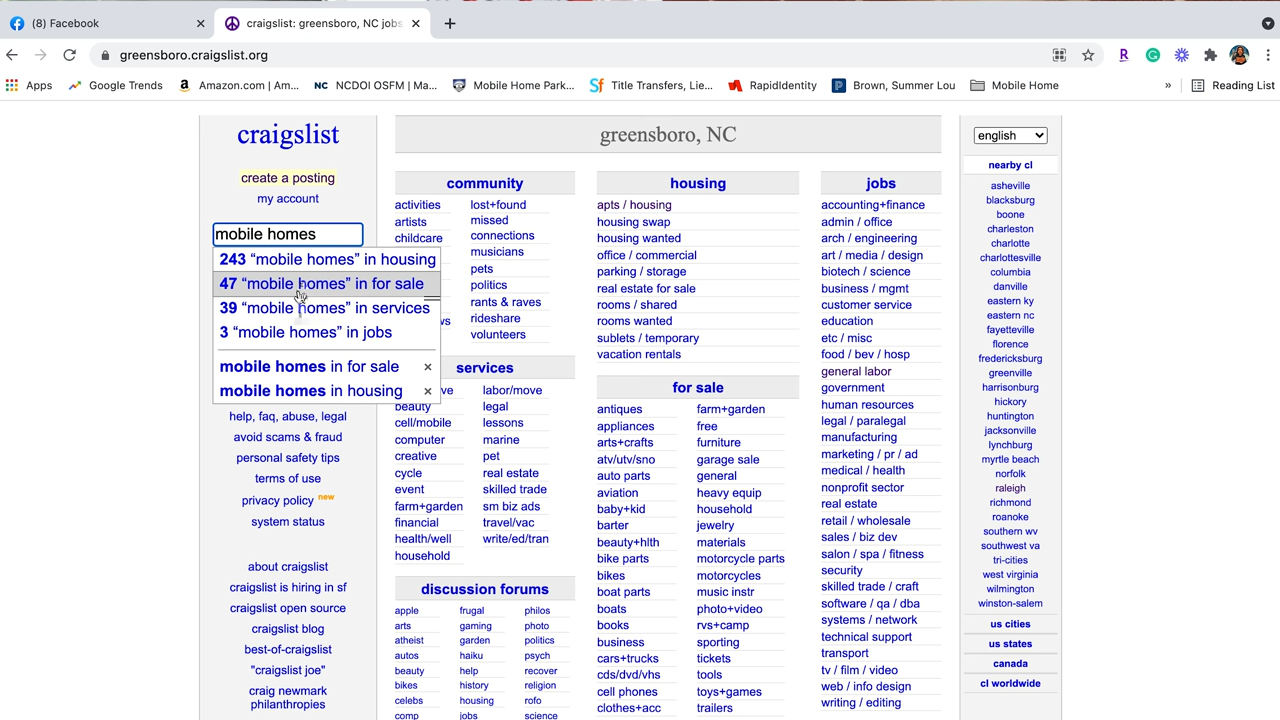 (8) Facebook
craigslist: greensboro, NC jobs
greensboro.craigslist.org
Apps
Google Trends
Amazon.com | Am...
NC NCDOI OSFM | Ma...
Mobile Home Park...
Sf Title Transfers, Lie...
RapidIdentity
P Brown, Summer Lou
Mobile Home
»
Reading List
craigslist
create a posting
my account
mobile homes
243 “mobile homes” in housing
47 “mobile homes” in for sale
39 “mobile homes” in services
3 “mobile homes” in jobs
mobile homes in for sale ×
mobile homes in housing ×
help, faq, abuse, legal
avoid scams & fraud
personal safety tips
terms of use
privacy policy new
system status
about craigslist
craigslist is hiring in sf
craigslist open source
craigslist blog
best-of-craigslist
"craigslist joe"
craig newmark
philanthropies
greensboro, NC
community
activities
artists
childcare
lost+found
missed
connections
musicians
pets
politics
rants & raves
rideshare
volunteers
services
beauty
cell/mobile
computer
creative
cycle
event
farm+garden
financial
health/well
household
labor/move
legal
lessons
marine
pet
real estate
skilled trade
sm biz ads
travel/vac
write/ed/tran
discussion forums
apple
arts
atheist
autos
beauty
bikes
celebs
comp
frugal
gaming
garden
haiku
help
history
housing
jobs
philos
photo
politics
psych
recover
religion
rofo
science
housing
apts / housing
housing swap
housing wanted
office / commercial
parking / storage
real estate for sale
rooms / shared
rooms wanted
sublets / temporary
vacation rentals
for sale
antiques
appliances
arts+crafts
atv/utv/sno
auto parts
aviation
baby+kid
barter
beauty+hlth
bike parts
bikes
boat parts
boats
books
business
cars+trucks
cds/dvd/vhs
cell phones
clothes+acc
farm+garden
free
furniture
garage sale
general
heavy equip
household
jewelry
materials
motorcycle parts
motorcycles
music instr
photo+video
rvs+camp
sporting
tickets
tools
toys+games
trailers
jobs
accounting+finance
admin / office
arch / engineering
art / media / design
biotech / science
business / mgmt
customer service
education
etc / misc
food / bev / hosp
general labor
government
human resources
legal / paralegal
manufacturing
marketing / pr / ad
medical / health
nonprofit sector
real estate
retail / wholesale
sales / biz dev
salon / spa / fitness
security
skilled trade / craft
software / qa / dba
systems / network
technical support
transport
tv / film / video
web / info design
writing / editing
english
nearby cl
asheville
blacksburg
boone
charleston
charlotte
charlottesville
columbia
danville
eastern ky
eastern nc
fayetteville
florence
fredericksburg
greenville
harrisonburg
hickory
huntington
jacksonville
lynchburg
myrtle beach
norfolk
raleigh
richmond
roanoke
southern wv
southwest va
tri-cities
west virginia
wilmington
winston-salem
us cities
us states
canada
cl worldwide